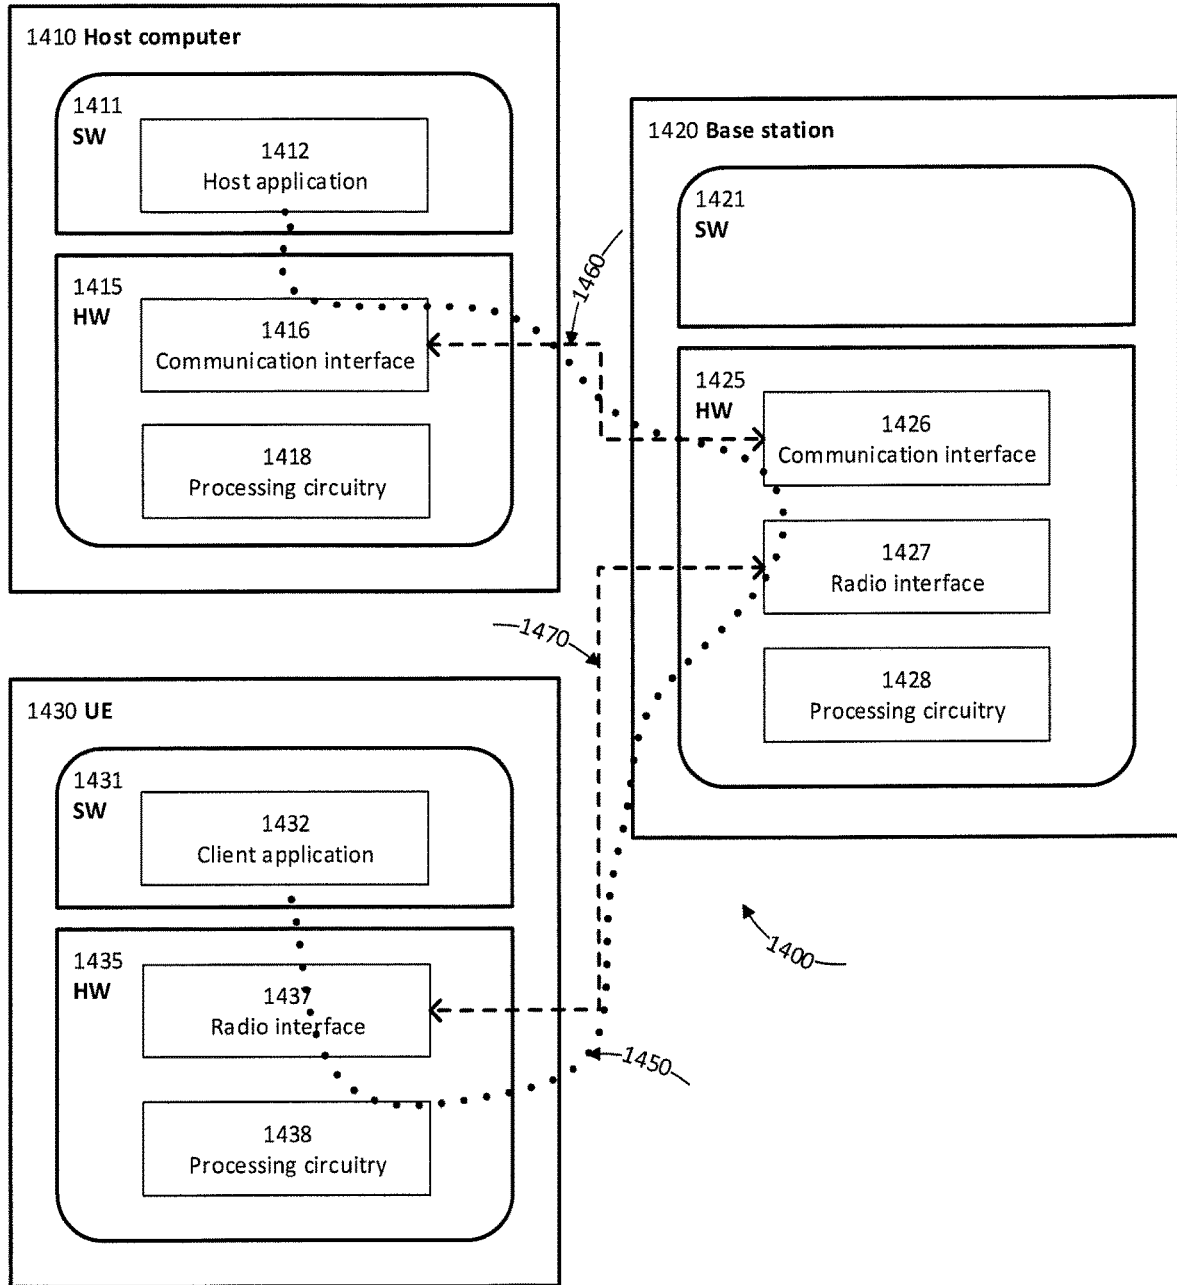 1410 Host computer
1411
SW
1412
Host application
1415
HW
1416
Communication interface
1418
Processing circuitry
1460
1420 Base station
1421
SW
1425
HW
1426
Communication interface
1427
Radio interface
1428
Processing circuitry
1470
1430 UE
1431
SW
1432
Client application
1435
HW
1437
Radio interface
1438
Processing circuitry
1400
1450